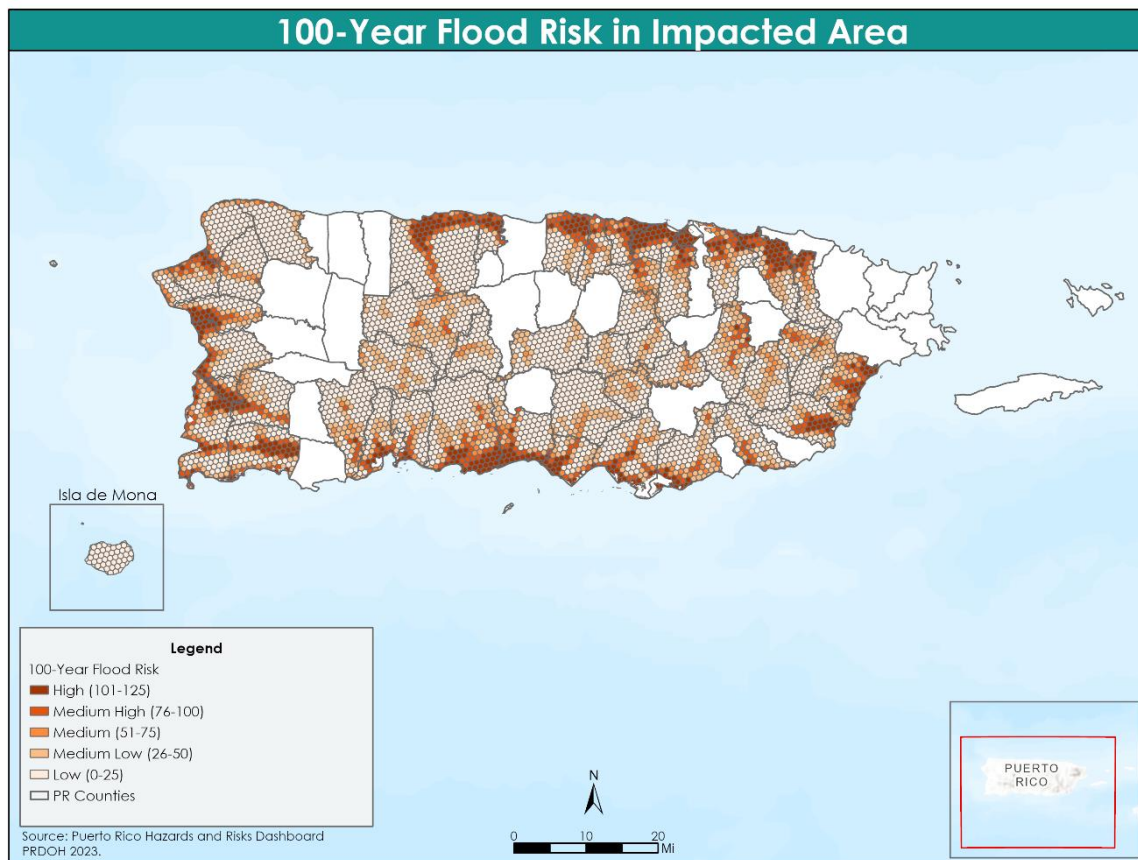 100-Year Flood Risk in Impacted Area
Isla de Mona
Legend
100-Year Flood Risk
High (101-125)
Medium High (76-100)
Medium (51-75)
Medium Low (26-50)
Low (0-25)
PR Counties
Source: Puerto Rico Hazards and Risks Dashboard
PRDOH 2023.
N
0 10 20
Mi
PUERTO
RICO